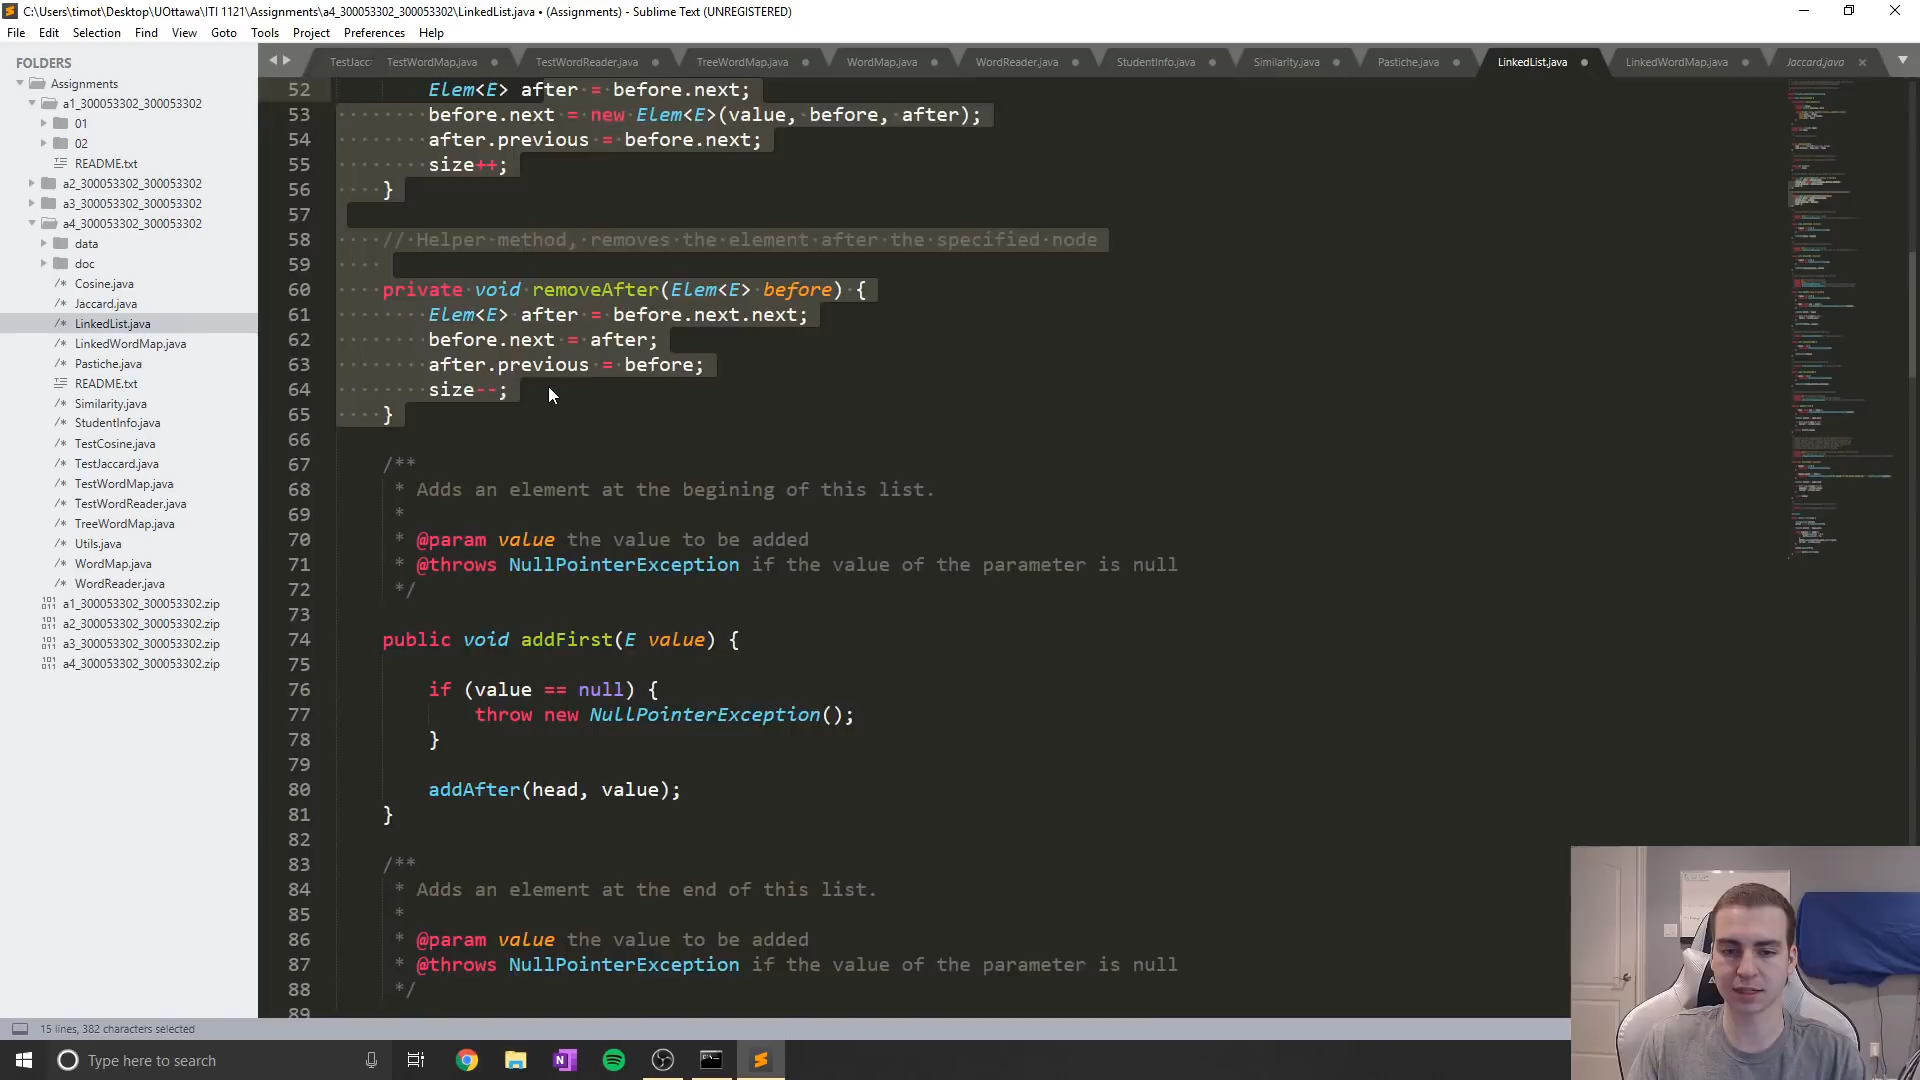 C:\Users\timot\Desktop\UOttawa\ITI 1121\Assignments\a4_300053302_300053302\LinkedList.java • (Assignments) - Sublime Text (UNREGISTERED)
File Edit Selection Find View Goto Tools Project Preferences Help
FOLDERS
Assignments
a1_300053302_300053302
01
02
README.txt
a2_300053302_300053302
a3_300053302_300053302
a4_300053302_300053302
data
doc
Cosine.java
Jaccard.java
LinkedList.java
LinkedWordMap.java
Pastiche.java
README.txt
Similarity.java
StudentInfo.java
TestCosine.java
TestJaccard.java
TestWordMap.java
TestWordReader.java
TreeWordMap.java
Utils.java
WordMap.java
WordReader.java
a1_300053302_300053302.zip
a2_300053302_300053302.zip
a3_300053302_300053302.zip
a4_300053302_300053302.zip
TestJacc TestWordMap.java TestWordReader.java TreeWordMap.java WordMap.java WordReader.java StudentInfo.java Similarity.java Pastiche.java LinkedList.java LinkedWordMap.java Jaccard.java
52 Elem<E> after = before.next;
53 before.next = new Elem<E>(value, before, after);
54 after.previous = before.next;
55 size++;
56 }
57
58 // Helper method, removes the element after the specified node
59
60 private void removeAfter(Elem<E> before) {
61 Elem<E> after = before.next.next;
62 before.next = after;
63 after.previous = before;
64 size--;
65 }
66
67 /**
68 * Adds an element at the begining of this list.
69 *
70 * @param value the value to be added
71 * @throws NullPointerException if the value of the parameter is null
72 */
73
74 public void addFirst(E value) {
75
76 if (value == null) {
77 throw new NullPointerException();
78 }
79
80 addAfter(head, value);
81 }
82
83 /**
84 * Adds an element at the end of this list.
85 *
86 * @param value the value to be added
87 * @throws NullPointerException if the value of the parameter is null
88 */
89
15 lines, 382 characters selected
Type here to search